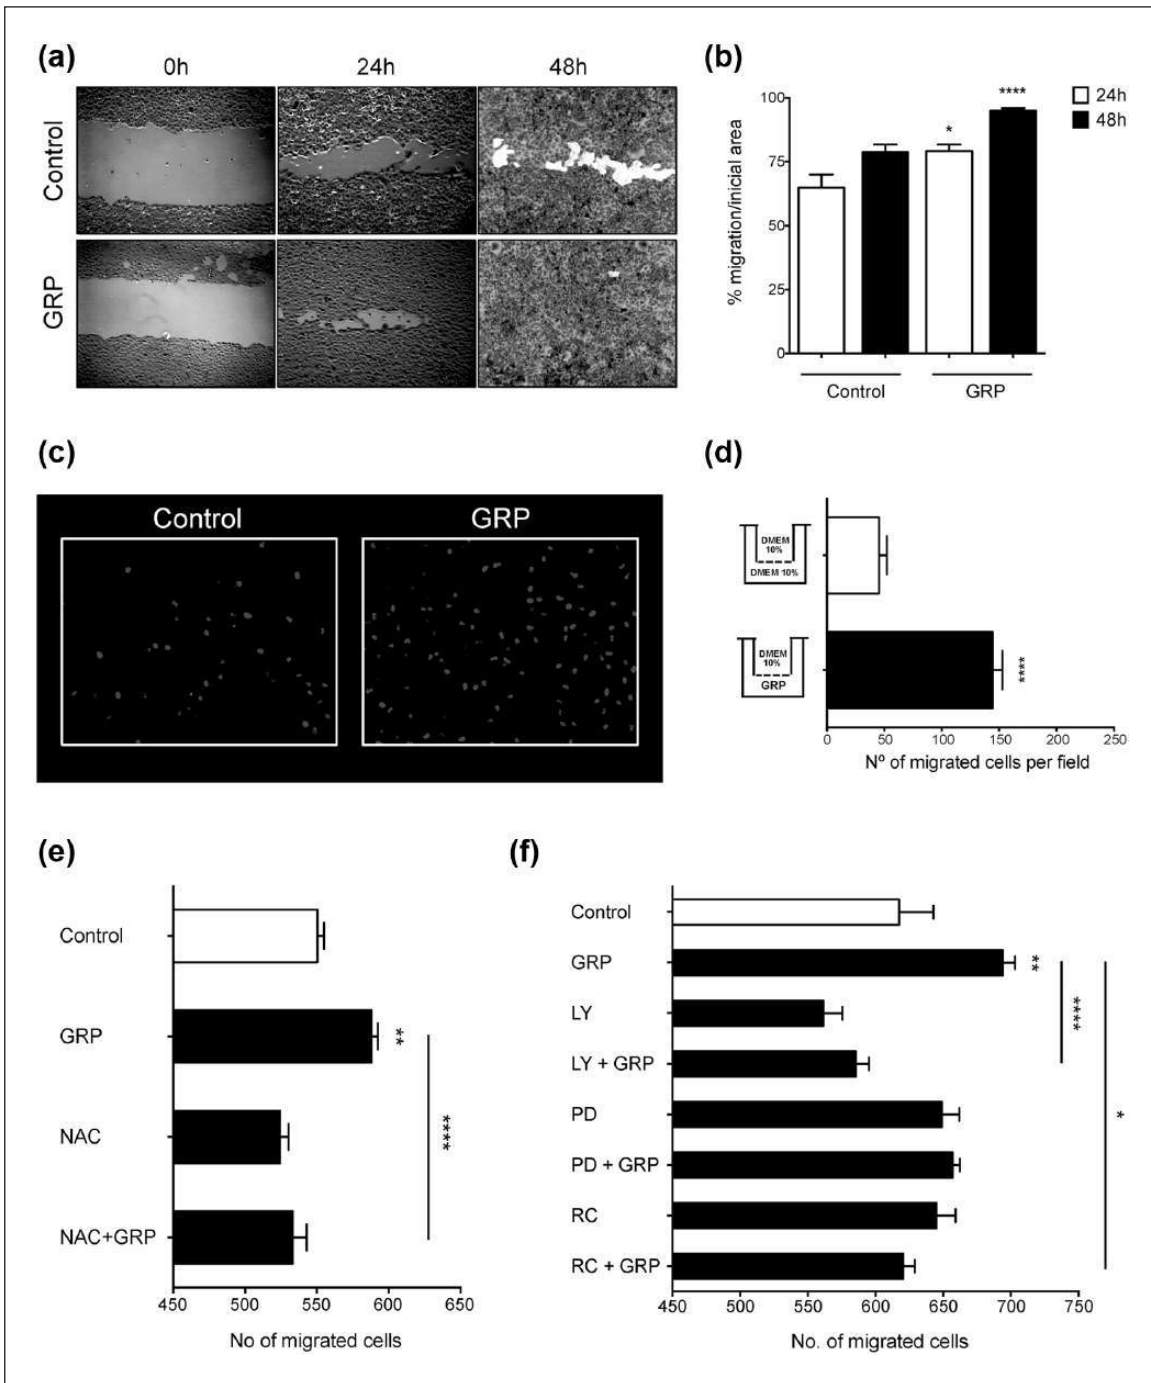 (a)
0h 24h 48h
Control
GRP
(b)
24h
48h
% migration/inicial area
100
75
50
25
0
* ****
Control GRP
(c)
Control GRP
(d)
DMEM
10%
DMEM 10%
DMEM
10%
GRP
****
0 50 100 150 200 250
Nº of migrated cells per field
(e)
Control
GRP
NAC
NAC+GRP
**
****
450 500 550 600 650
No of migrated cells
(f)
Control
GRP
LY
LY + GRP
PD
PD + GRP
RC
RC + GRP
**
****
*
450 500 550 600 650 700 750
No. of migrated cells